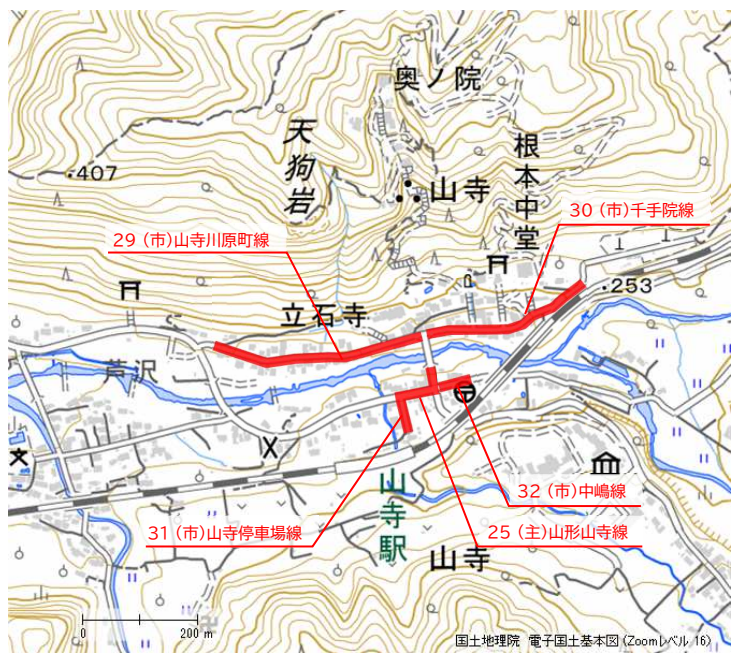 奥ノ院
天狗岩
407
山寺
根本中堂
30 (市)千手院線
29 (市)山寺川原町線
253
立石寺
芦沢
山寺駅
32 (市)中嶋線
31 (市)山寺停車場線
25 (主)山形山寺線
山寺
0 200 m
国土地理院 電子国土基本図 (Zoomレベル 16)